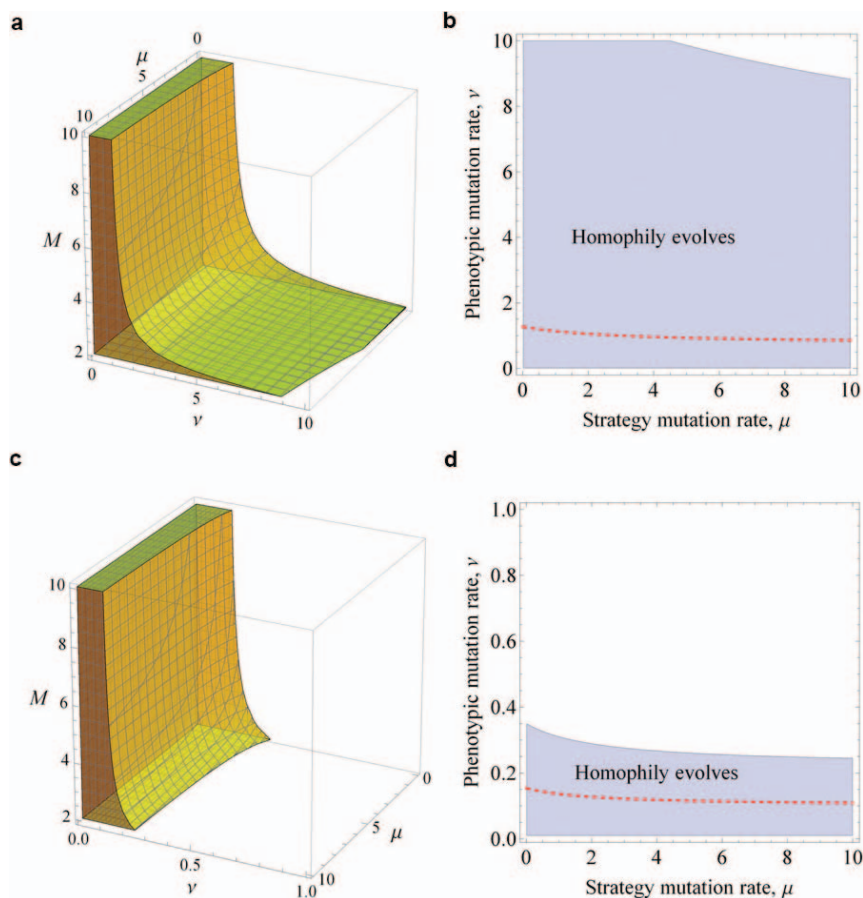 a
0
μ
5
10
10
8
M
6
4
2
0
5
ν
10
b
10
8
6
4
2
0
Phenotypic mutation rate, ν
Homophily evolves
0 2 4 6 8 10
Strategy mutation rate, μ
c
10
8
M
6
4
2
0.0
0.5
ν
1.0
10
5
μ
0
d
1.0
0.8
0.6
0.4
0.2
0.0
Phenotypic mutation rate, ν
Homophily evolves
0 2 4 6 8 10
Strategy mutation rate, μ